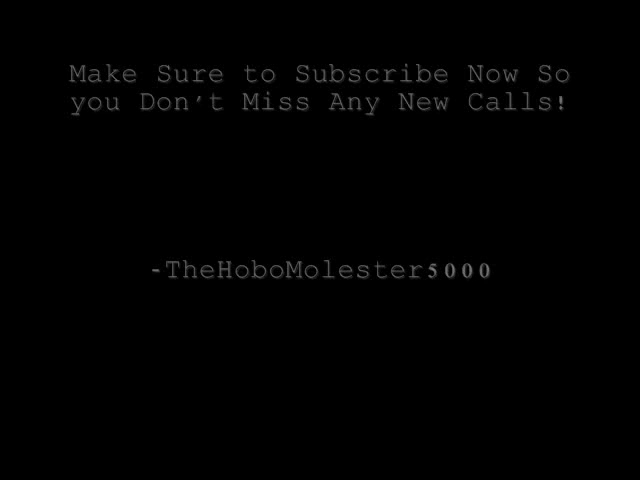 Make Sure to Subscribe Now So
you Don't Miss Any New Calls!
-TheHoboMolester5000